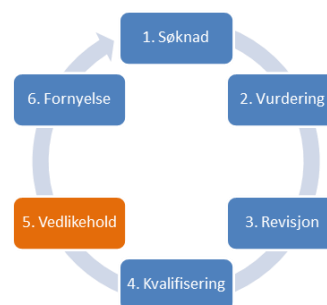 1. Søknad
2. Vurdering
3. Revisjon
4. Kvalifisering
5. Vedlikehold
6. Fornyelse